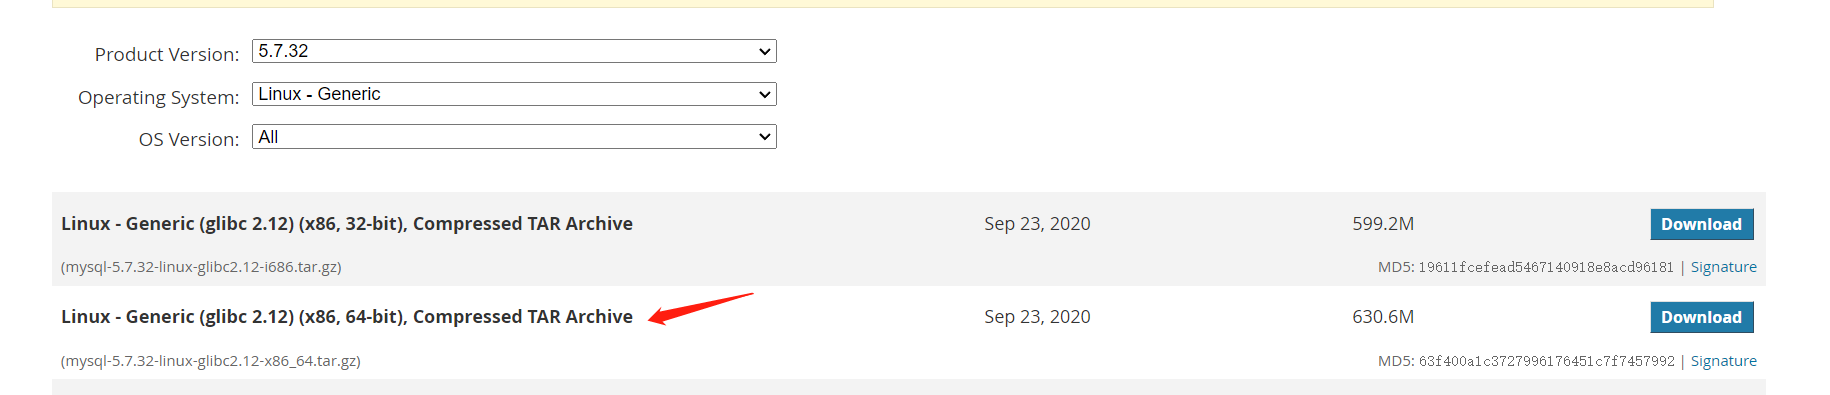 Product Version: 5.7.32
Operating System: Linux - Generic
OS Version: All
Linux - Generic (glibc 2.12) (x86, 32-bit), Compressed TAR Archive Sep 23, 2020 599.2M Download
(mysql-5.7.32-linux-glibc2.12-i686.tar.gz) MD5: 19611fcefead5467140918e8acd96181 | Signature
Linux - Generic (glibc 2.12) (x86, 64-bit), Compressed TAR Archive Sep 23, 2020 630.6M Download
(mysql-5.7.32-linux-glibc2.12-x86_64.tar.gz) MD5: 63f400a1c3727996176451c7f7457992 | Signature